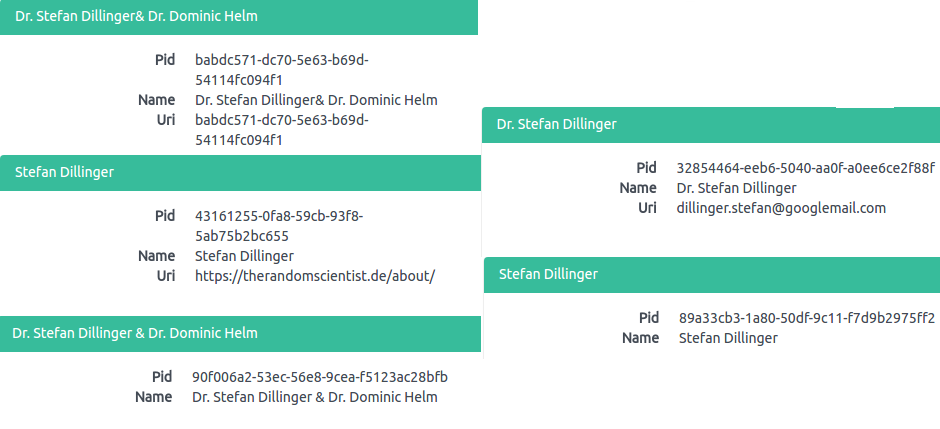 Dr. Stefan Dillinger& Dr. Dominic Helm
Pid babdc571-dc70-5e63-b69d-
54114fc094f1
Name Dr. Stefan Dillinger& Dr. Dominic Helm
Uri babdc571-dc70-5e63-b69d-
54114fc094f1
Stefan Dillinger
Pid 43161255-0fa8-59cb-93f8-
5ab75b2bc655
Name Stefan Dillinger
Uri https://therandomscientist.de/about/
Dr. Stefan Dillinger & Dr. Dominic Helm
Pid 90f006a2-53ec-56e8-9cea-f5123ac28bfb
Name Dr. Stefan Dillinger & Dr. Dominic Helm
Dr. Stefan Dillinger
Pid 32854464-eeb6-5040-aa0f-a0ee6ce2f88f
Name Dr. Stefan Dillinger
Uri dillinger.stefan@googlemail.com
Stefan Dillinger
Pid 89a33cb3-1a80-50df-9c11-f7d9b2975ff2
Name Stefan Dillinger